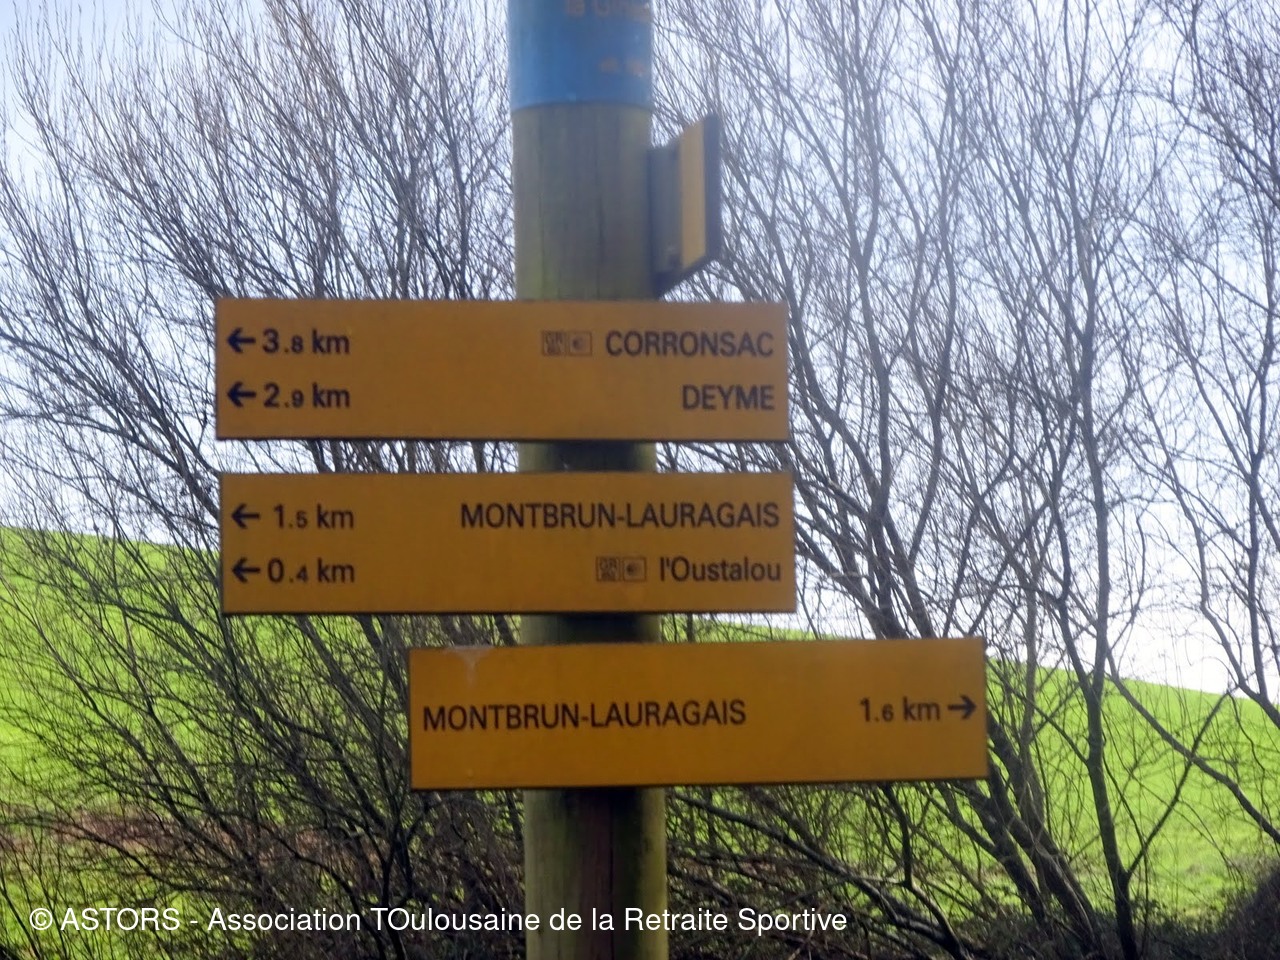 ← 3.8 km CORRONSAC
← 2.9 km DEYME
← 1.5 km MONTBRUN-LAURAGAIS
← 0.4 km GR l'Oustalou
MONTBRUN-LAURAGAIS 1.6 km →
© ASTORS - Association TOulousaine de la Retraite Sportive